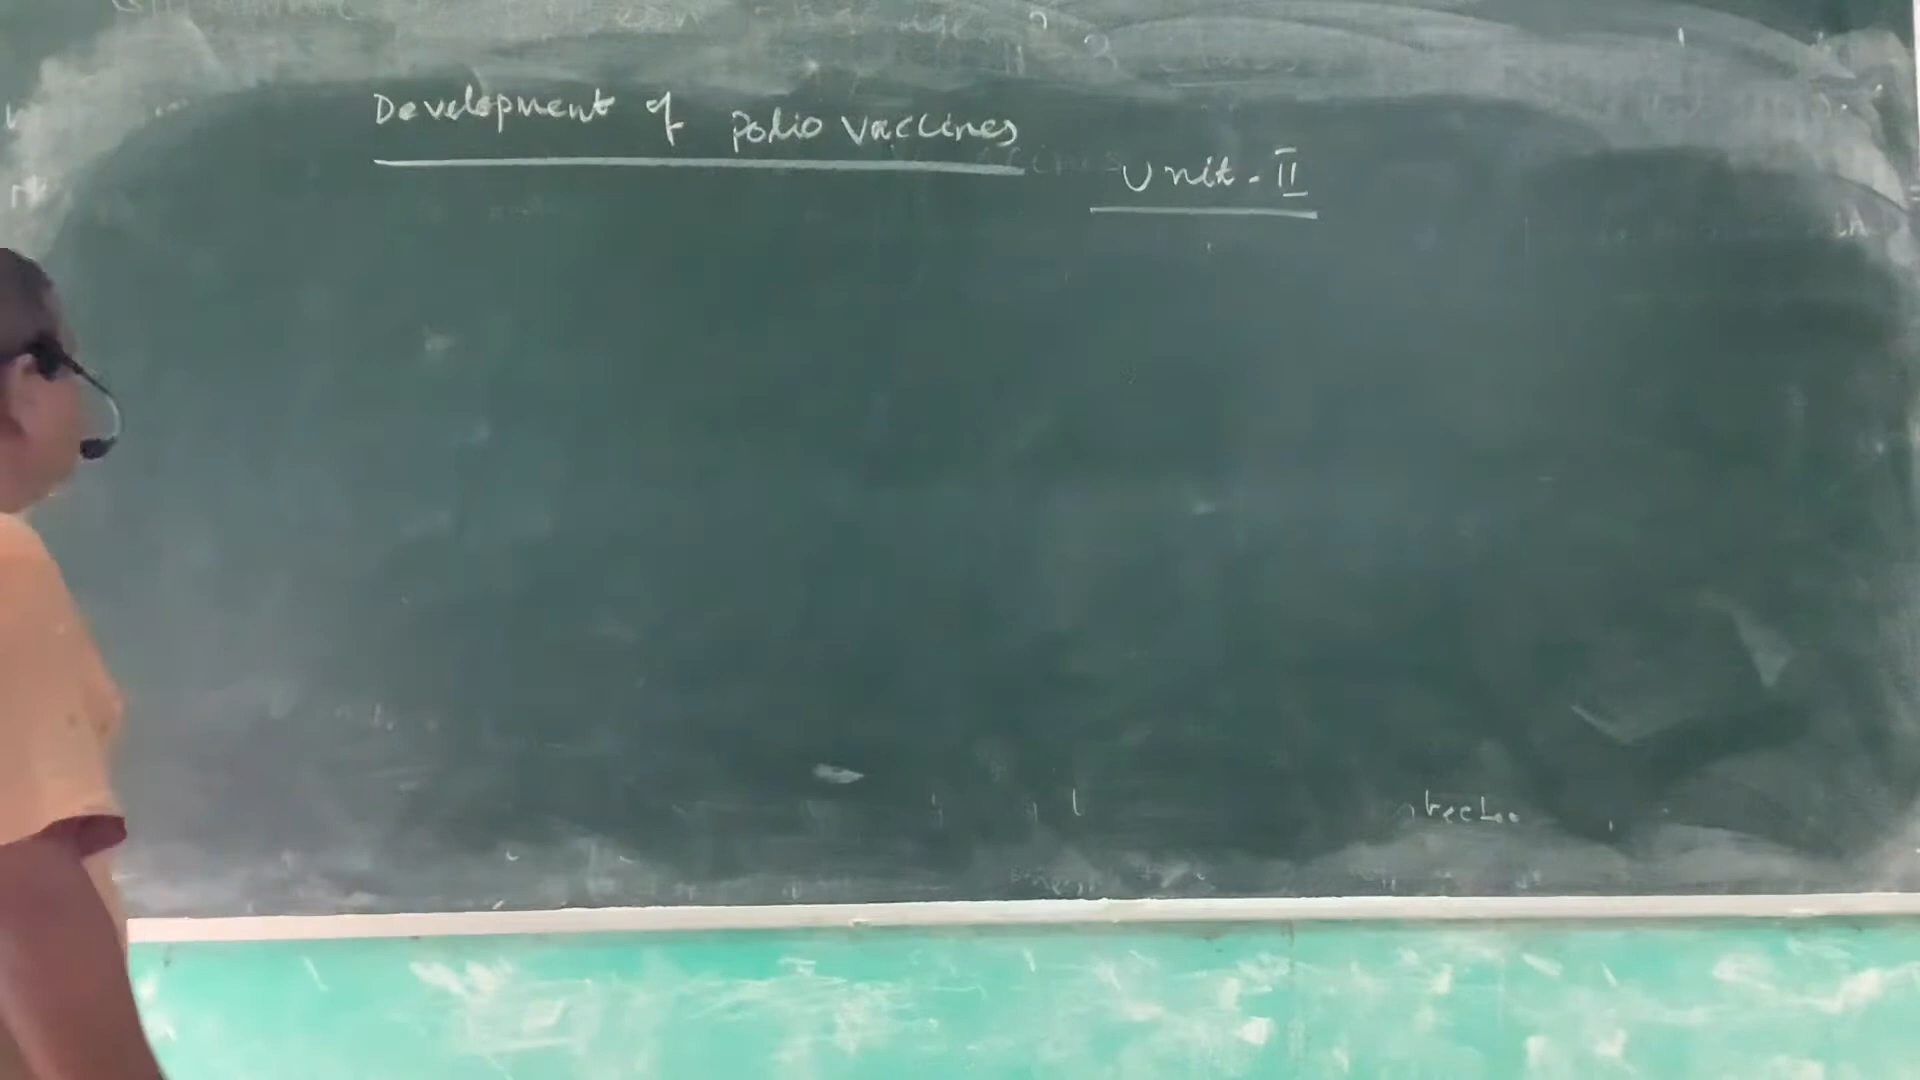 Development of Polio Vaccines
Unit - II